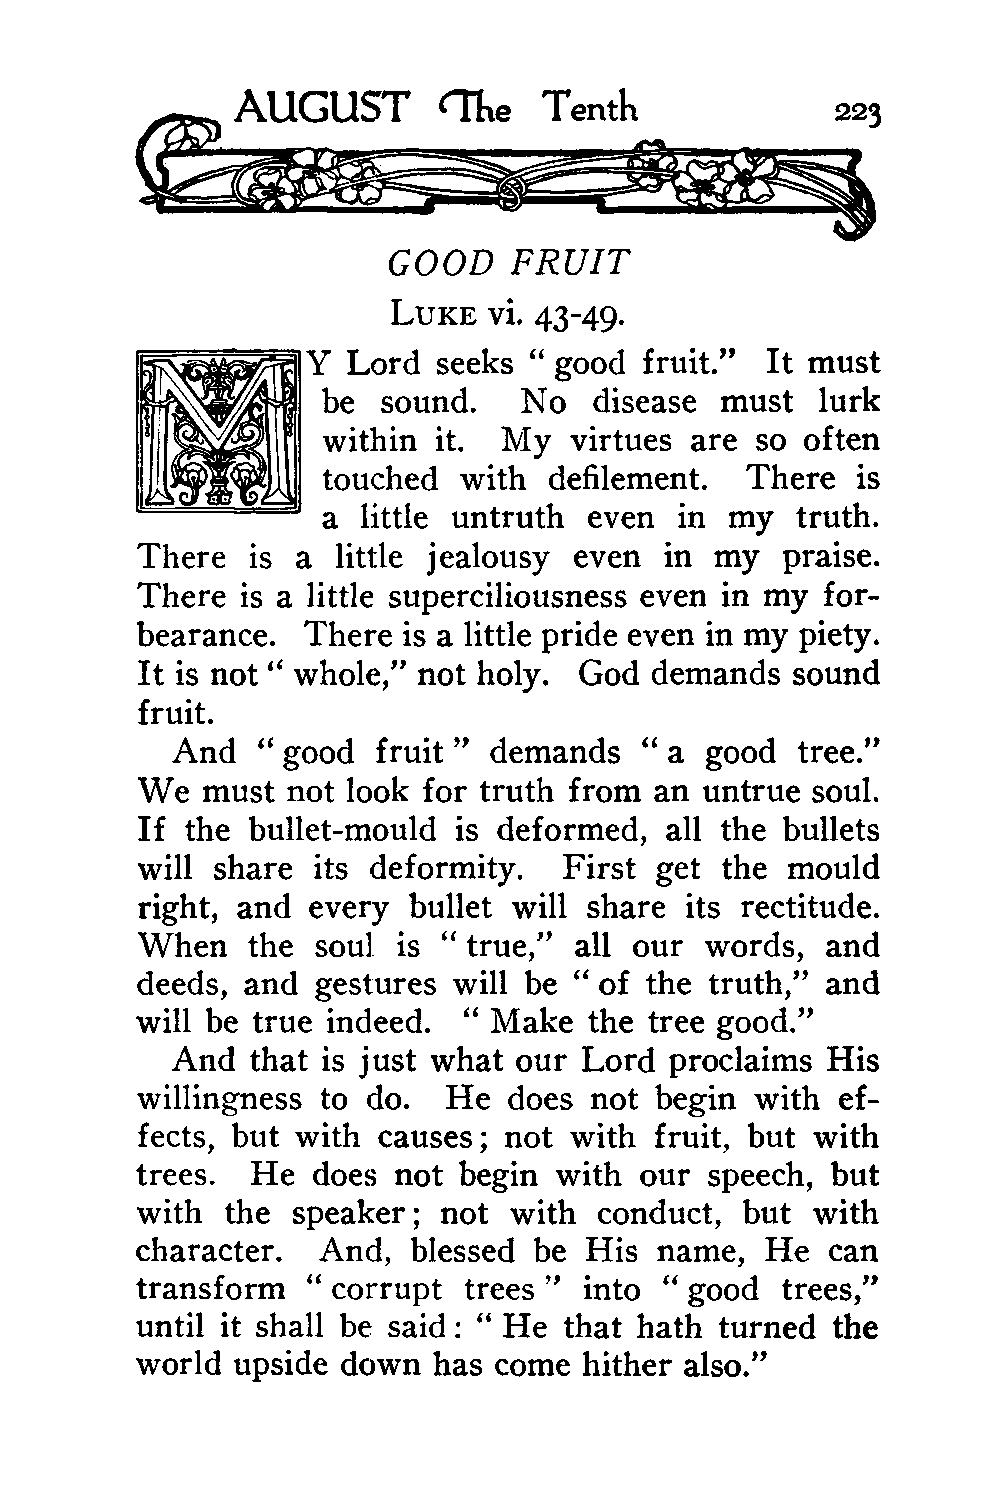 AUGUST The Tenth 223
GOOD FRUIT
LUKE vi. 43-49.
MY Lord seeks “ good fruit.” It must
be sound. No disease must lurk
within it. My virtues are so often
touched with defilement. There is
a little untruth even in my truth.
There is a little jealousy even in my praise.
There is a little superciliousness even in my for-
bearance. There is a little pride even in my piety.
It is not “ whole,” not holy. God demands sound
fruit.
And “ good fruit ” demands “ a good tree.”
We must not look for truth from an untrue soul.
If the bullet-mould is deformed, all the bullets
will share its deformity. First get the mould
right, and every bullet will share its rectitude.
When the soul is “ true,” all our words, and
deeds, and gestures will be “ of the truth,” and
will be true indeed. “ Make the tree good.”
And that is just what our Lord proclaims His
willingness to do. He does not begin with ef-
fects, but with causes; not with fruit, but with
trees. He does not begin with our speech, but
with the speaker; not with conduct, but with
character. And, blessed be His name, He can
transform “ corrupt trees ” into “ good trees,”
until it shall be said: “ He that hath turned the
world upside down has come hither also.”